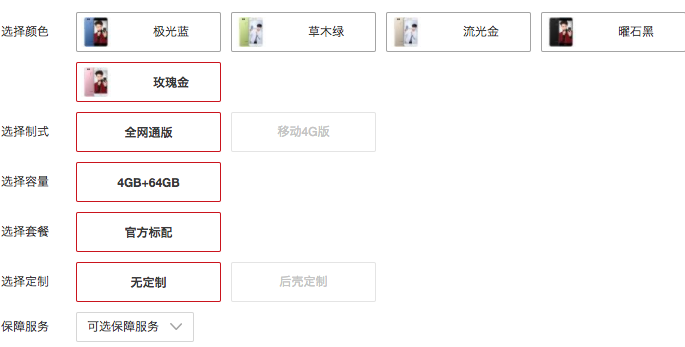 选择颜色 极光蓝 草木绿 流光金 曜石黑
玫瑰金
选择制式 全网通版 移动4G版
选择容量 4GB+64GB
选择套餐 官方标配
选择定制 无定制 后壳定制
保障服务 可选保障服务